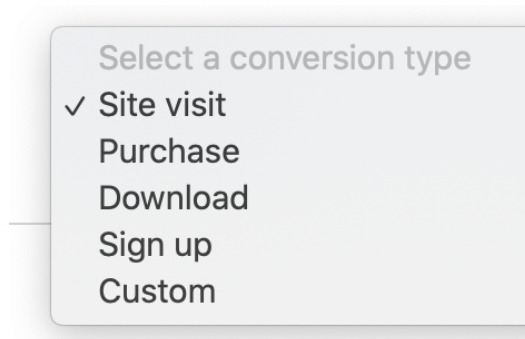 Select a conversion type
✓ Site visit
Purchase
Download
Sign up
Custom